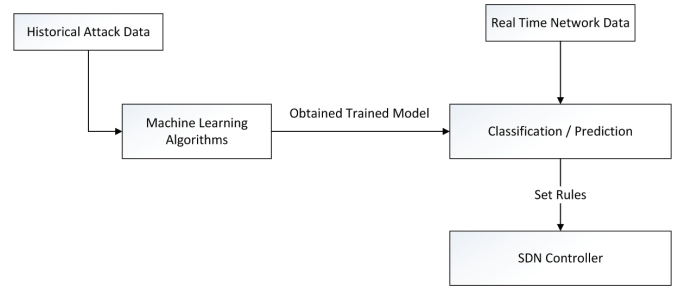 Historical Attack Data
Real Time Network Data
Machine Learning
Algorithms
Obtained Trained Model
Classification / Prediction
Set Rules
SDN Controller